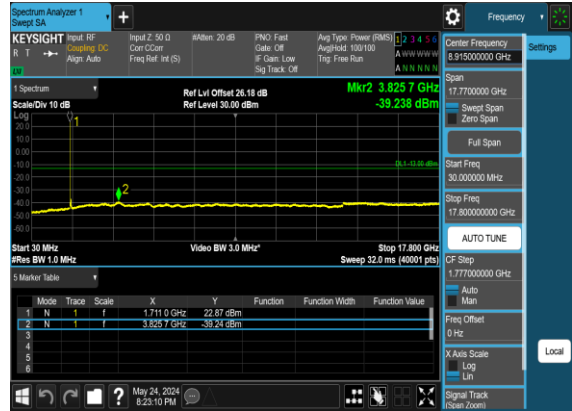 Spectrum Analyzer 1
Swept SA
+
Frequency
KEYSIGHT
R T
LW
Input: RF
Coupling: DC
Align: Auto
Input Z: 50 Ω
Corr CCorr
Freq Ref: Int (S)
#Atten: 20 dB
PNO: Fast
Gate: Off
IF Gain: Low
Sig Track: Off
Avg Type: Power (RMS)
Avg|Hold: 100/100
Trig: Free Run
1 2 3 4 5 6
A W W W W W
A N N N N N
1 Spectrum
Scale/Div 10 dB
Ref Lvl Offset 26.18 dB
Ref Level 30.00 dBm
Mkr2 3.825 7 GHz
-39.238 dBm
Log
20.0
10.0
0.00
-10.0
-20.0
-30.0
-40.0
-50.0
-60.0
1
2
DL1 -13.00 dBm
Start 30 MHz
#Res BW 1.0 MHz
Video BW 3.0 MHz*
Stop 17.800 GHz
Sweep 32.0 ms (40001 pts)
5 Marker Table
Mode Trace Scale X Y Function Function Width Function Value
1 N 1 f 1.711 0 GHz 22.87 dBm
2 N 1 f 3.825 7 GHz -39.24 dBm
3
4
5
6
?
May 24, 2024
8:23:10 PM
Center Frequency
8.915000000 GHz
Settings
Span
17.7700000 GHz
Swept Span
Zero Span
Full Span
Start Freq
30.000000 MHz
Stop Freq
17.800000000 GHz
AUTO TUNE
CF Step
1.777000000 GHz
Auto
Man
Freq Offset
0 Hz
X Axis Scale
Log
Lin
Local
Signal Track
(Span Zoom)